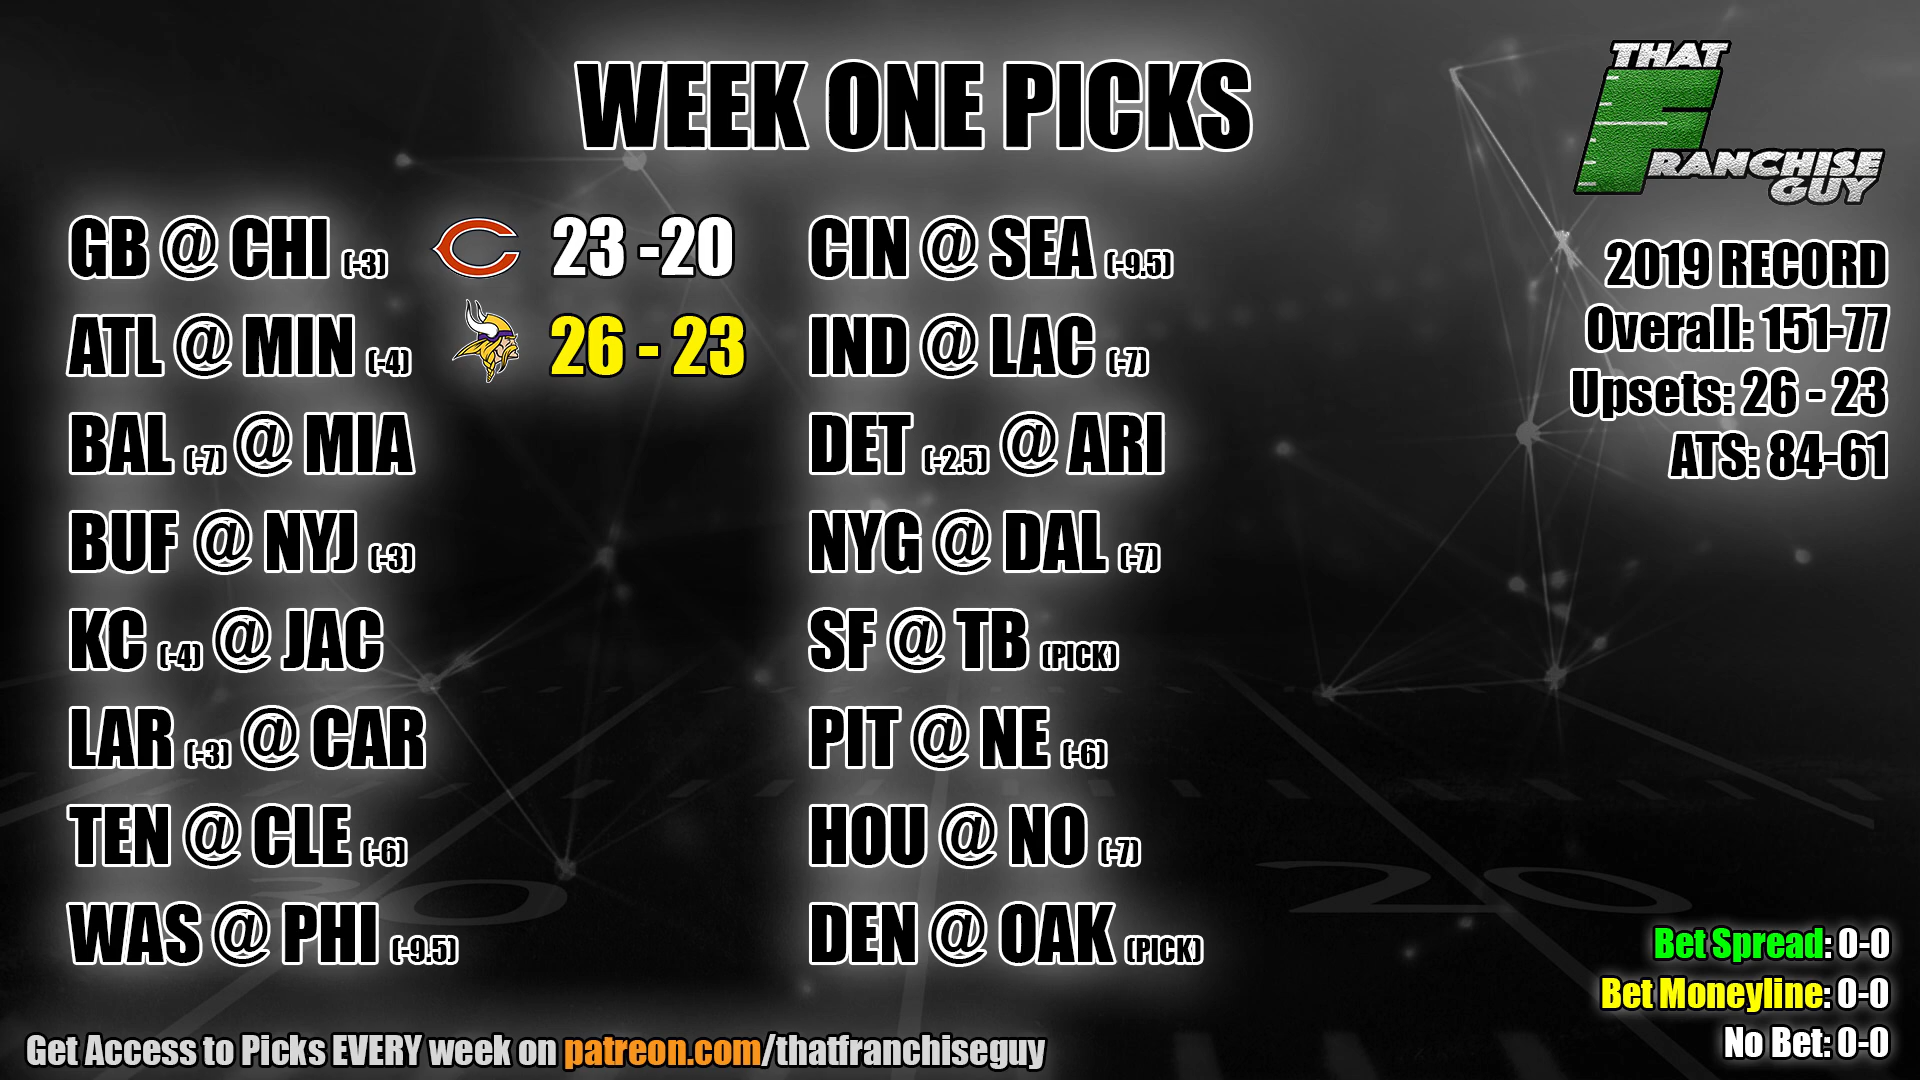 WEEK ONE PICKS
THAT
FRANCHISE
GUY
GB @ CHI (-3) 23 -20
ATL @ MIN (-4) 26 - 23
BAL (-7) @ MIA
BUF @ NYJ (-3)
KC (-4) @ JAC
LAR (-3) @ CAR
TEN @ CLE (-6)
WAS @ PHI (-9.5)
CIN @ SEA (-9.5)
IND @ LAC (-7)
DET (-2.5) @ ARI
NYG @ DAL (-7)
SF @ TB (PICK)
PIT @ NE (-6)
HOU @ NO (-7)
DEN @ OAK (PICK)
2019 RECORD
Overall: 151-77
Upsets: 26 - 23
ATS: 84-61
30
20
Bet Spread: 0-0
Bet Moneyline: 0-0
No Bet: 0-0
Get Access to Picks EVERY week on patreon.com/thatfranchiseguy